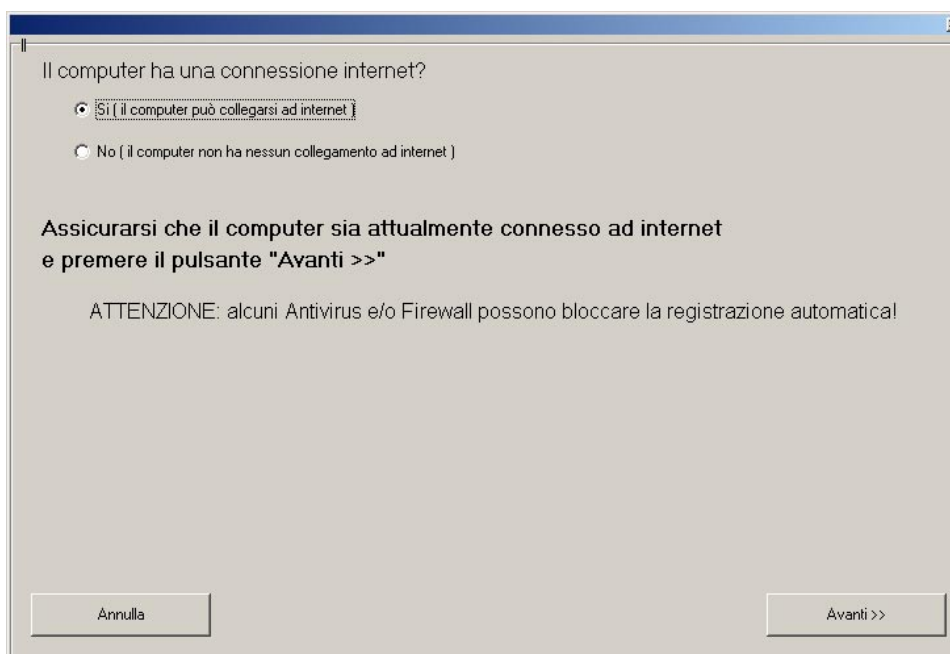 Il computer ha una connessione internet?
Si ( il computer può collegarsi ad internet )
No ( il computer non ha nessun collegamento ad internet )
Assicurarsi che il computer sia attualmente connesso ad internet
e premere il pulsante "Avanti >>"
ATTENZIONE: alcuni Antivirus e/o Firewall possono bloccare la registrazione automatica!
Annulla
Avanti >>